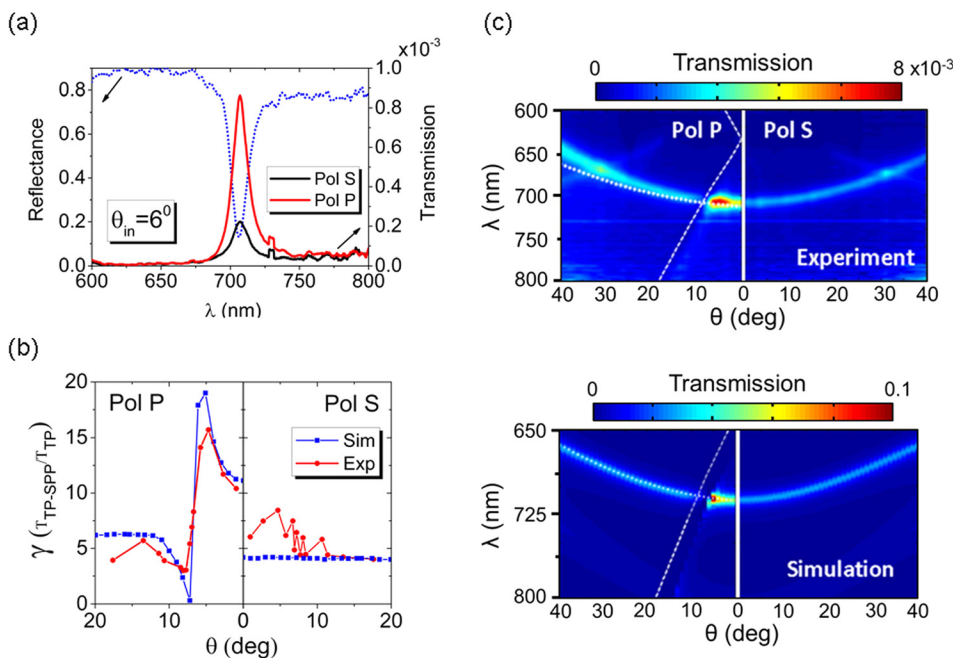 (a)
x10⁻³
Reflectance
0.8
0.6
0.4
0.2
0.0
1.0
0.8
0.6
0.4
0.2
0.0
Transmission
Pol S
Pol P
θin=6⁰
600 650 700 750 800
λ (nm)
(b)
γ (TTP-SPP/TTP)
20
15
10
5
0
Pol P
Pol S
Sim
Exp
20 10 0 10 20
θ (deg)
(c)
Transmission
0 8 x10⁻³
λ (nm)
600
650
700
750
800
Pol P
Pol S
Experiment
40 30 20 10 0 10 20 30 40
θ (deg)
Transmission
0 0.1
λ (nm)
650
725
800
Simulation
40 30 20 10 0 10 20 30 40
θ (deg)